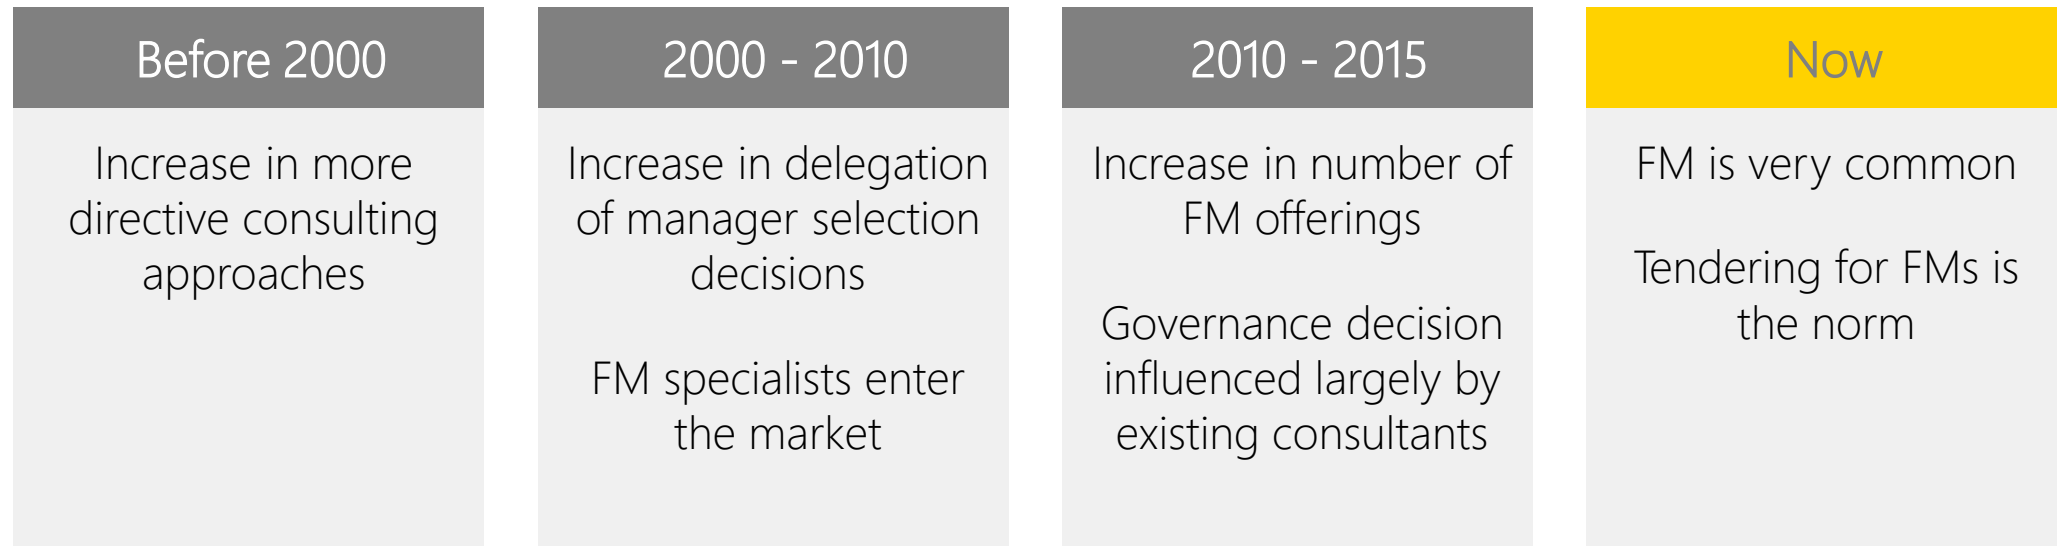 Before 2000
Increase in more
directive consulting
approaches
2000 - 2010
Increase in delegation
of manager selection
decisions
FM specialists enter
the market
2010 - 2015
Increase in number of
FM offerings
Governance decision
influenced largely by
existing consultants
Now
FM is very common
Tendering for FMs is
the norm